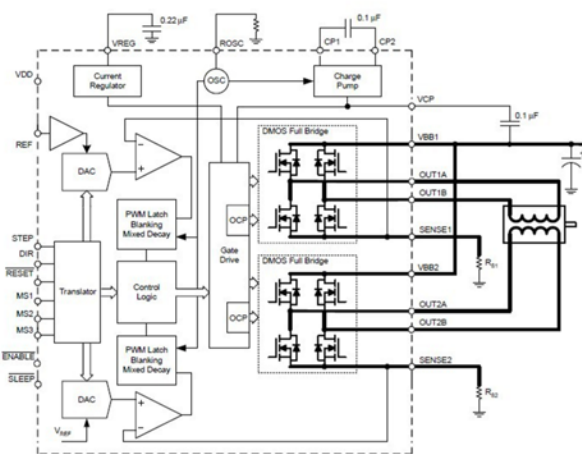 0.22 µF
0.1 µF
VREG
ROSC
CP1
CP2
VDD
Current
Regulator
OSC
Charge
Pump
VCP
0.1 µF
REF
DAC
DMOS Full Bridge
VBB1
OUT1A
OUT1B
PWM Latch
Blanking
Mixed Decay
OCP
STEP
DIR
RESET
MS1
MS2
MS3
Translator
Control
Logic
Gate
Drive
SENSE1
RS1
DMOS Full Bridge
VBB2
OCP
OUT2A
OUT2B
PWM Latch
Blanking
Mixed Decay
ENABLE
SLEEP
DAC
SENSE2
RS2
VREF